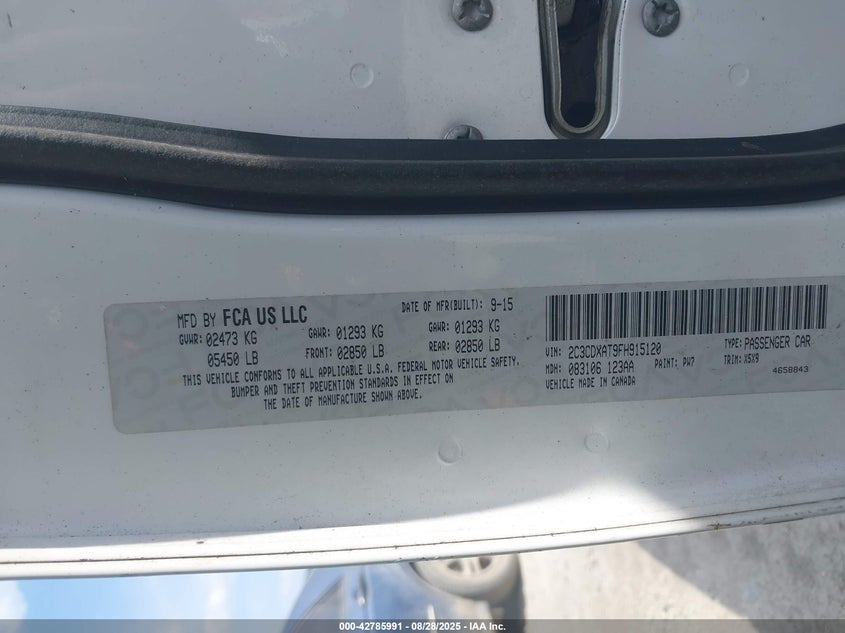 MFD BY FCA US LLC
DATE OF MFR(BUILT): 9-15
GVWR: 02473 KG GAWR: 01293 KG GAWR: 01293 KG
05450 LB FRONT: 02850 LB REAR: 02850 LB
THIS VEHICLE CONFORMS TO ALL APPLICABLE U.S.A. FEDERAL MOTOR VEHICLE SAFETY,
BUMPER AND THEFT PREVENTION STANDARDS IN EFFECT ON
THE DATE OF MANUFACTURE SHOWN ABOVE.
VIN: 2C3CDXAT9FH915120 TYPE: PASSENGER CAR
MDH: 083106 123AA PAINT: PW7 TRIM: X5X9
VEHICLE MADE IN CANADA 4658843
000-42785991 - 08/28/2025 - IAA, Inc.